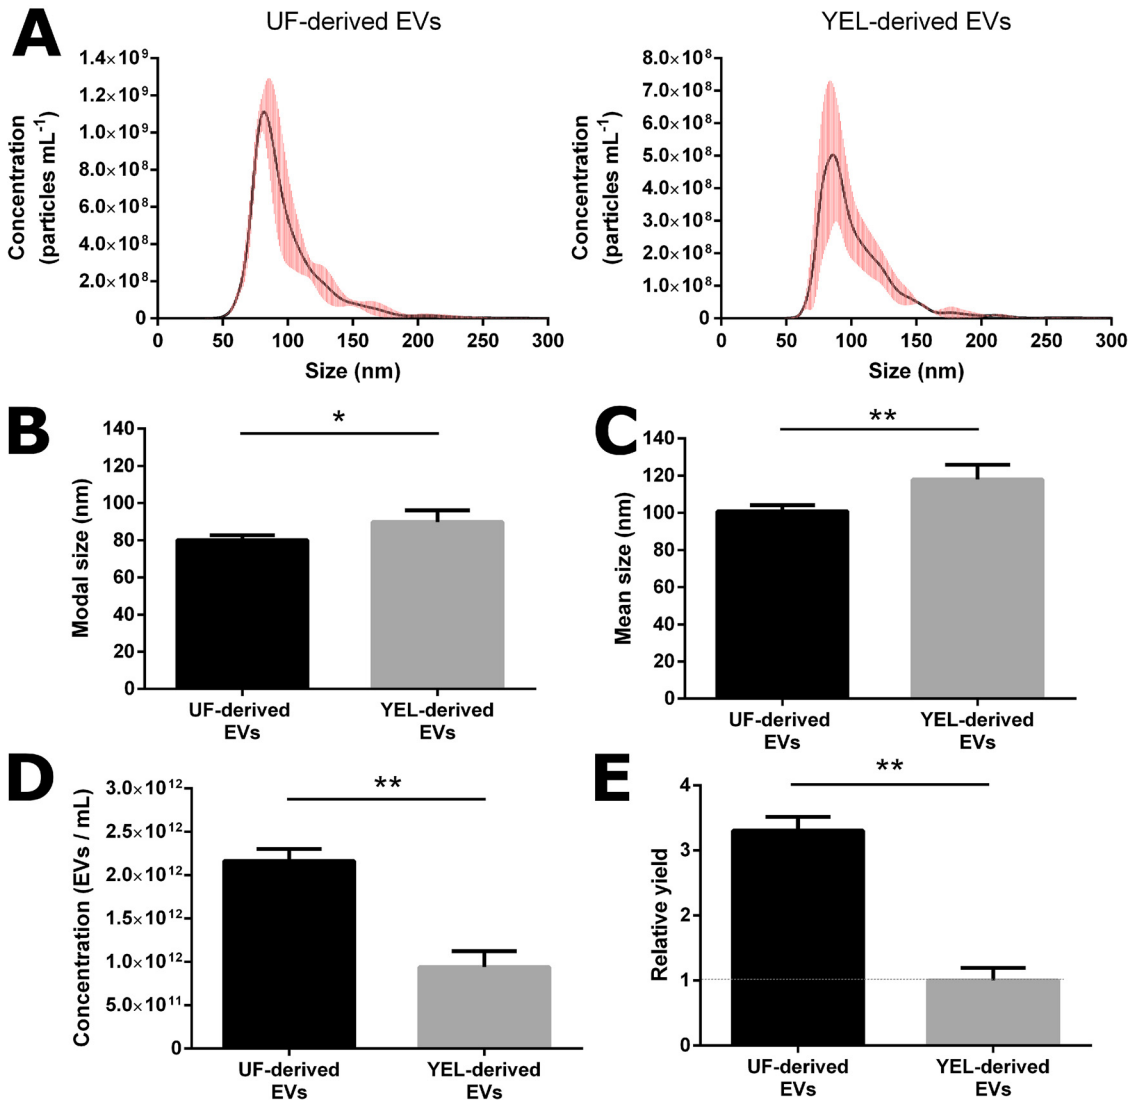 A
UF-derived EVs
YEL-derived EVs
Concentration
(particles mL⁻¹)
1.4×10⁹
1.2×10⁹
1.0×10⁹
8.0×10⁸
6.0×10⁸
4.0×10⁸
2.0×10⁸
0
0 50 100 150 200 250 300
Size (nm)
Concentration
(particles mL⁻¹)
8.0×10⁸
7.0×10⁸
6.0×10⁸
5.0×10⁸
4.0×10⁸
3.0×10⁸
2.0×10⁸
1.0×10⁸
0
0 50 100 150 200 250 300
Size (nm)
B
Modal size (nm)
140
120
100
80
60
40
20
0
*
UF-derived
EVs
YEL-derived
EVs
C
Mean size (nm)
140
120
100
80
60
40
20
0
**
UF-derived
EVs
YEL-derived
EVs
D
Concentration (EVs / mL)
3.0×10¹²
2.5×10¹²
2.0×10¹²
1.5×10¹²
1.0×10¹²
5.0×10¹¹
0
**
UF-derived
EVs
YEL-derived
EVs
E
Relative yield
4
3
2
1
0
**
UF-derived
EVs
YEL-derived
EVs